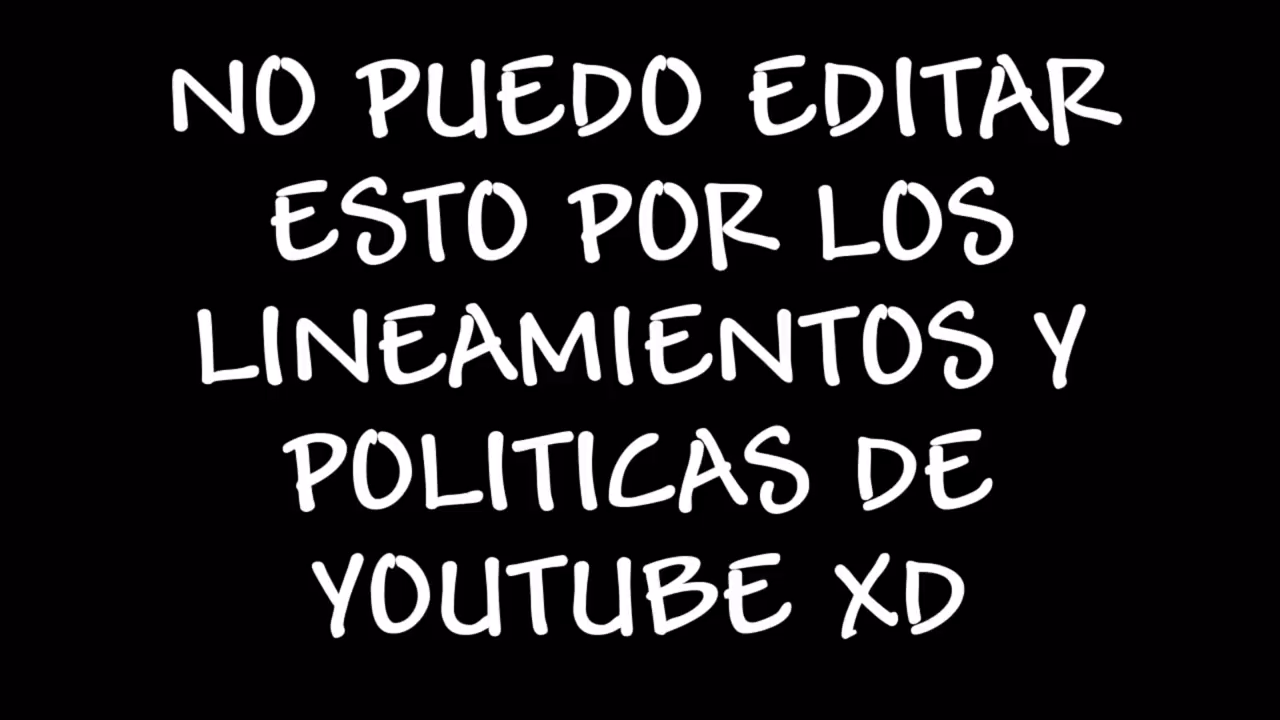 NO PUEDO EDITAR
ESTO POR LOS
LINEAMIENTOS Y
POLITICAS DE
YOUTUBE XD